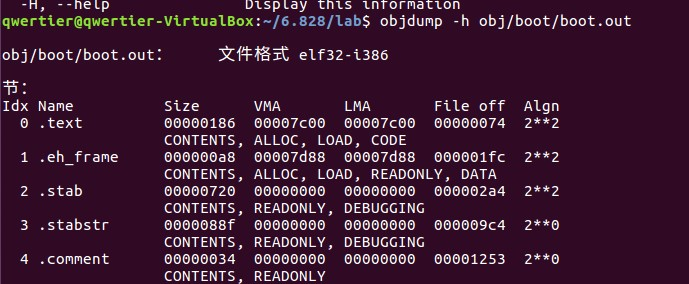 -H, --help Display this information
qwertier@qwertier-VirtualBox:~/6.828/lab$ objdump -h obj/boot/boot.out
obj/boot/boot.out： 文件格式 elf32-i386
节：
Idx Name Size VMA LMA File off Algn
0 .text 00000186 00007c00 00007c00 00000074 2**2
CONTENTS, ALLOC, LOAD, CODE
1 .eh_frame 000000a8 00007d88 00007d88 000001fc 2**2
CONTENTS, ALLOC, LOAD, READONLY, DATA
2 .stab 00000720 00000000 00000000 000002a4 2**2
CONTENTS, READONLY, DEBUGGING
3 .stabstr 0000088f 00000000 00000000 000009c4 2**0
CONTENTS, READONLY, DEBUGGING
4 .comment 00000034 00000000 00000000 00001253 2**0
CONTENTS, READONLY